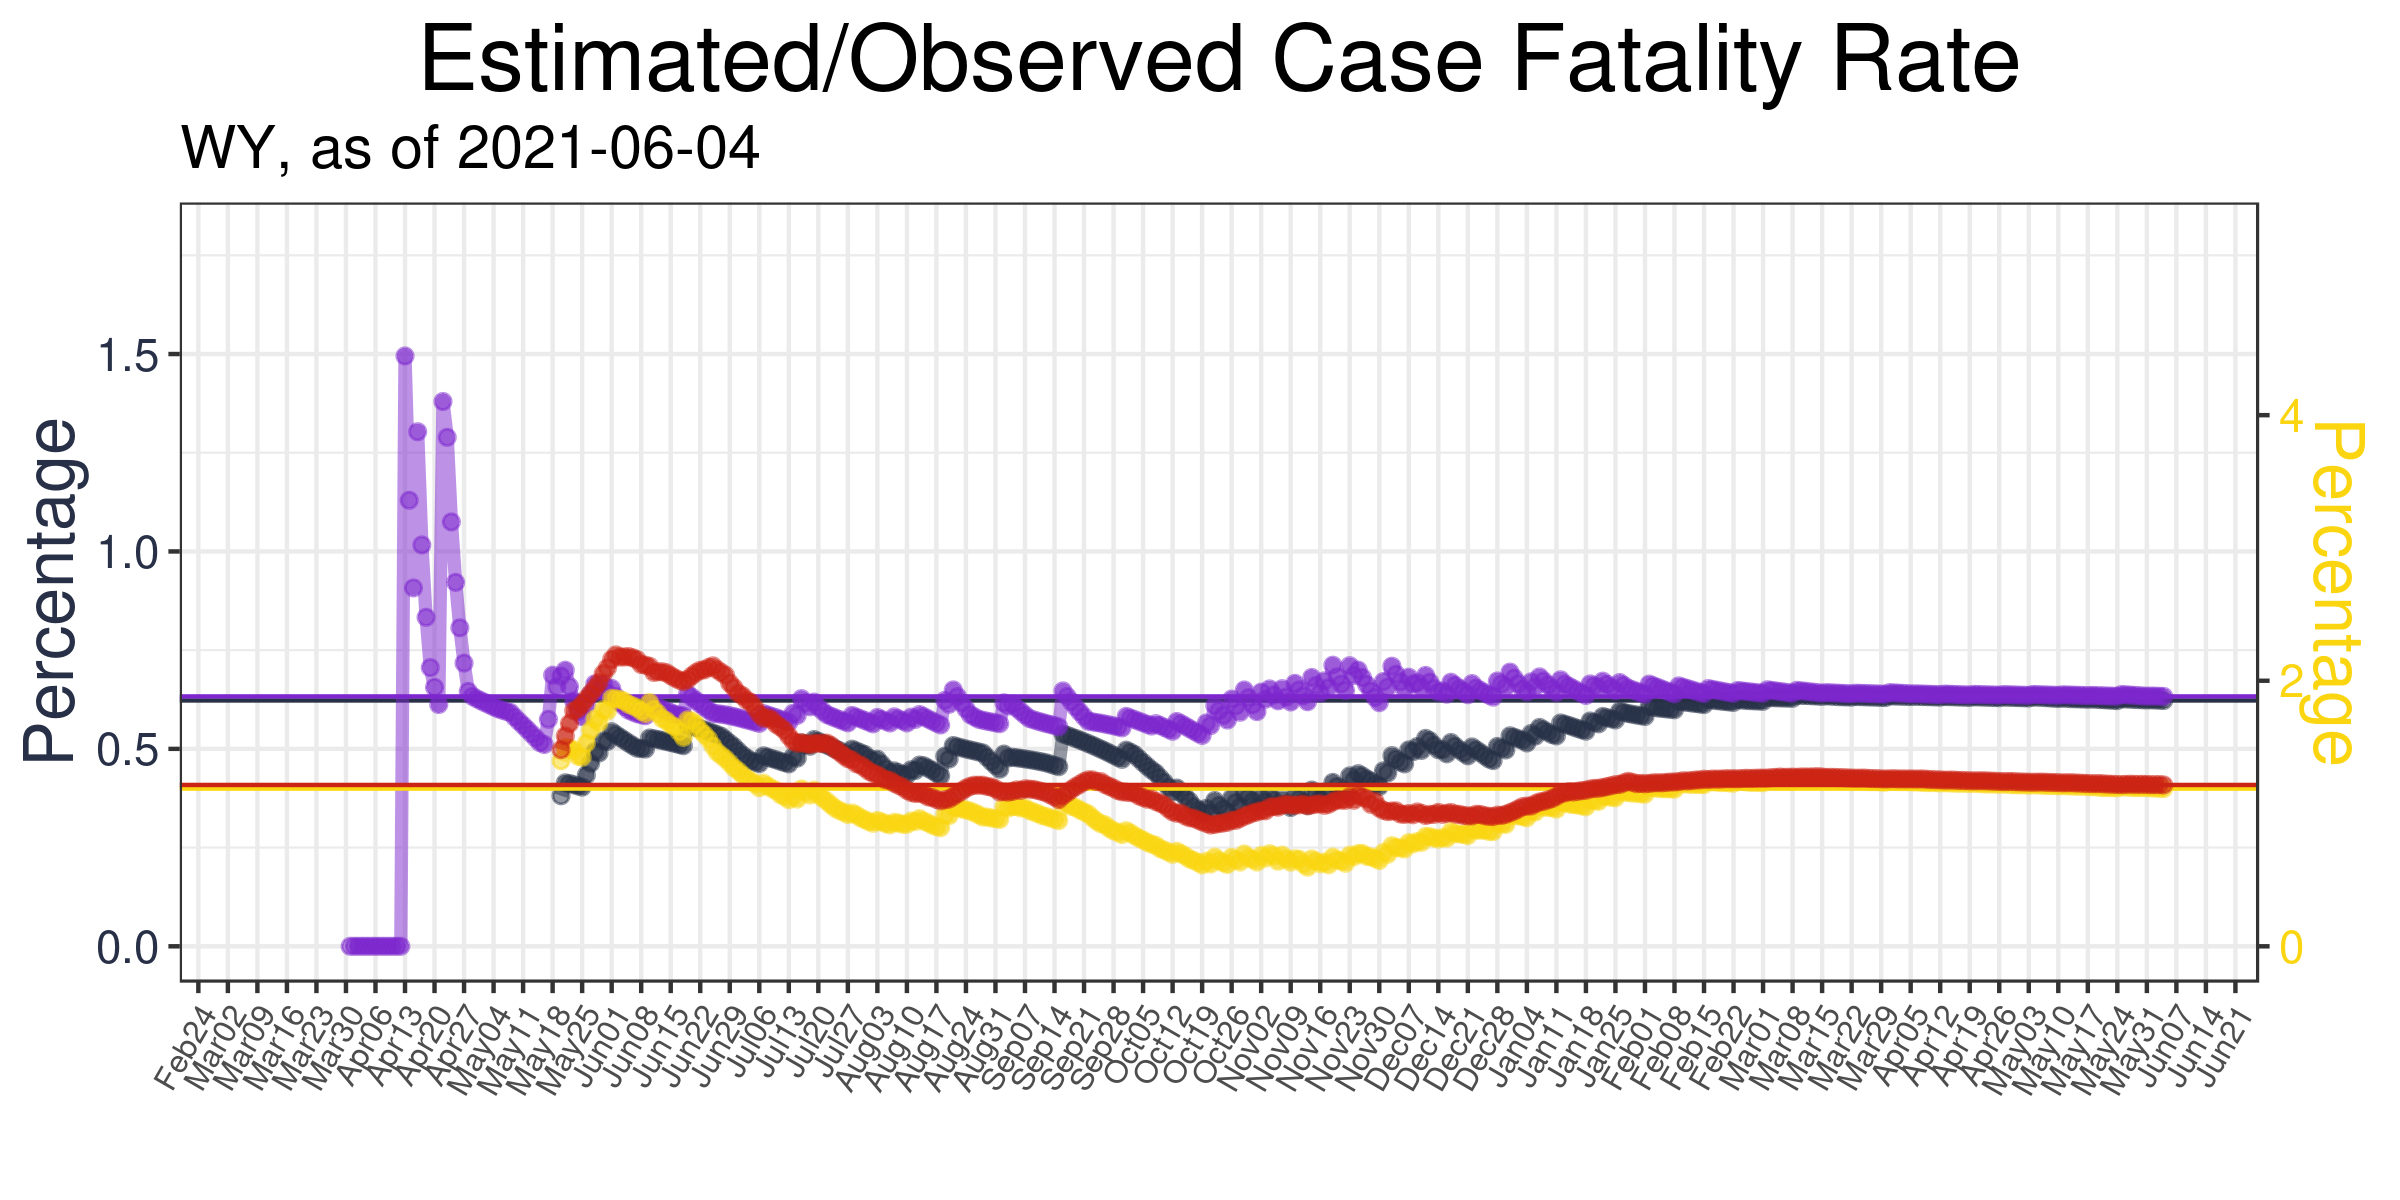 Estimated/Observed Case Fatality Rate
WY, as of 2021-06-04
Percentage
1.5
1.0
0.5
0.0
4
2
0
Percentage
Feb24
Mar02
Mar09
Mar16
Mar23
Mar30
Apr06
Apr13
Apr20
Apr27
May04
May11
May18
May25
Jun01
Jun08
Jun15
Jun22
Jun29
Jul06
Jul13
Jul20
Jul27
Aug03
Aug10
Aug17
Aug24
Aug31
Sep07
Sep14
Sep21
Sep28
Oct05
Oct12
Oct19
Oct26
Nov02
Nov09
Nov16
Nov23
Nov30
Dec07
Dec14
Dec21
Dec28
Jan04
Jan11
Jan18
Jan25
Feb01
Feb08
Feb15
Feb22
Mar01
Mar08
Mar15
Mar22
Mar29
Apr05
Apr12
Apr19
Apr26
May03
May10
May17
May24
May31
Jun07
Jun14
Jun21